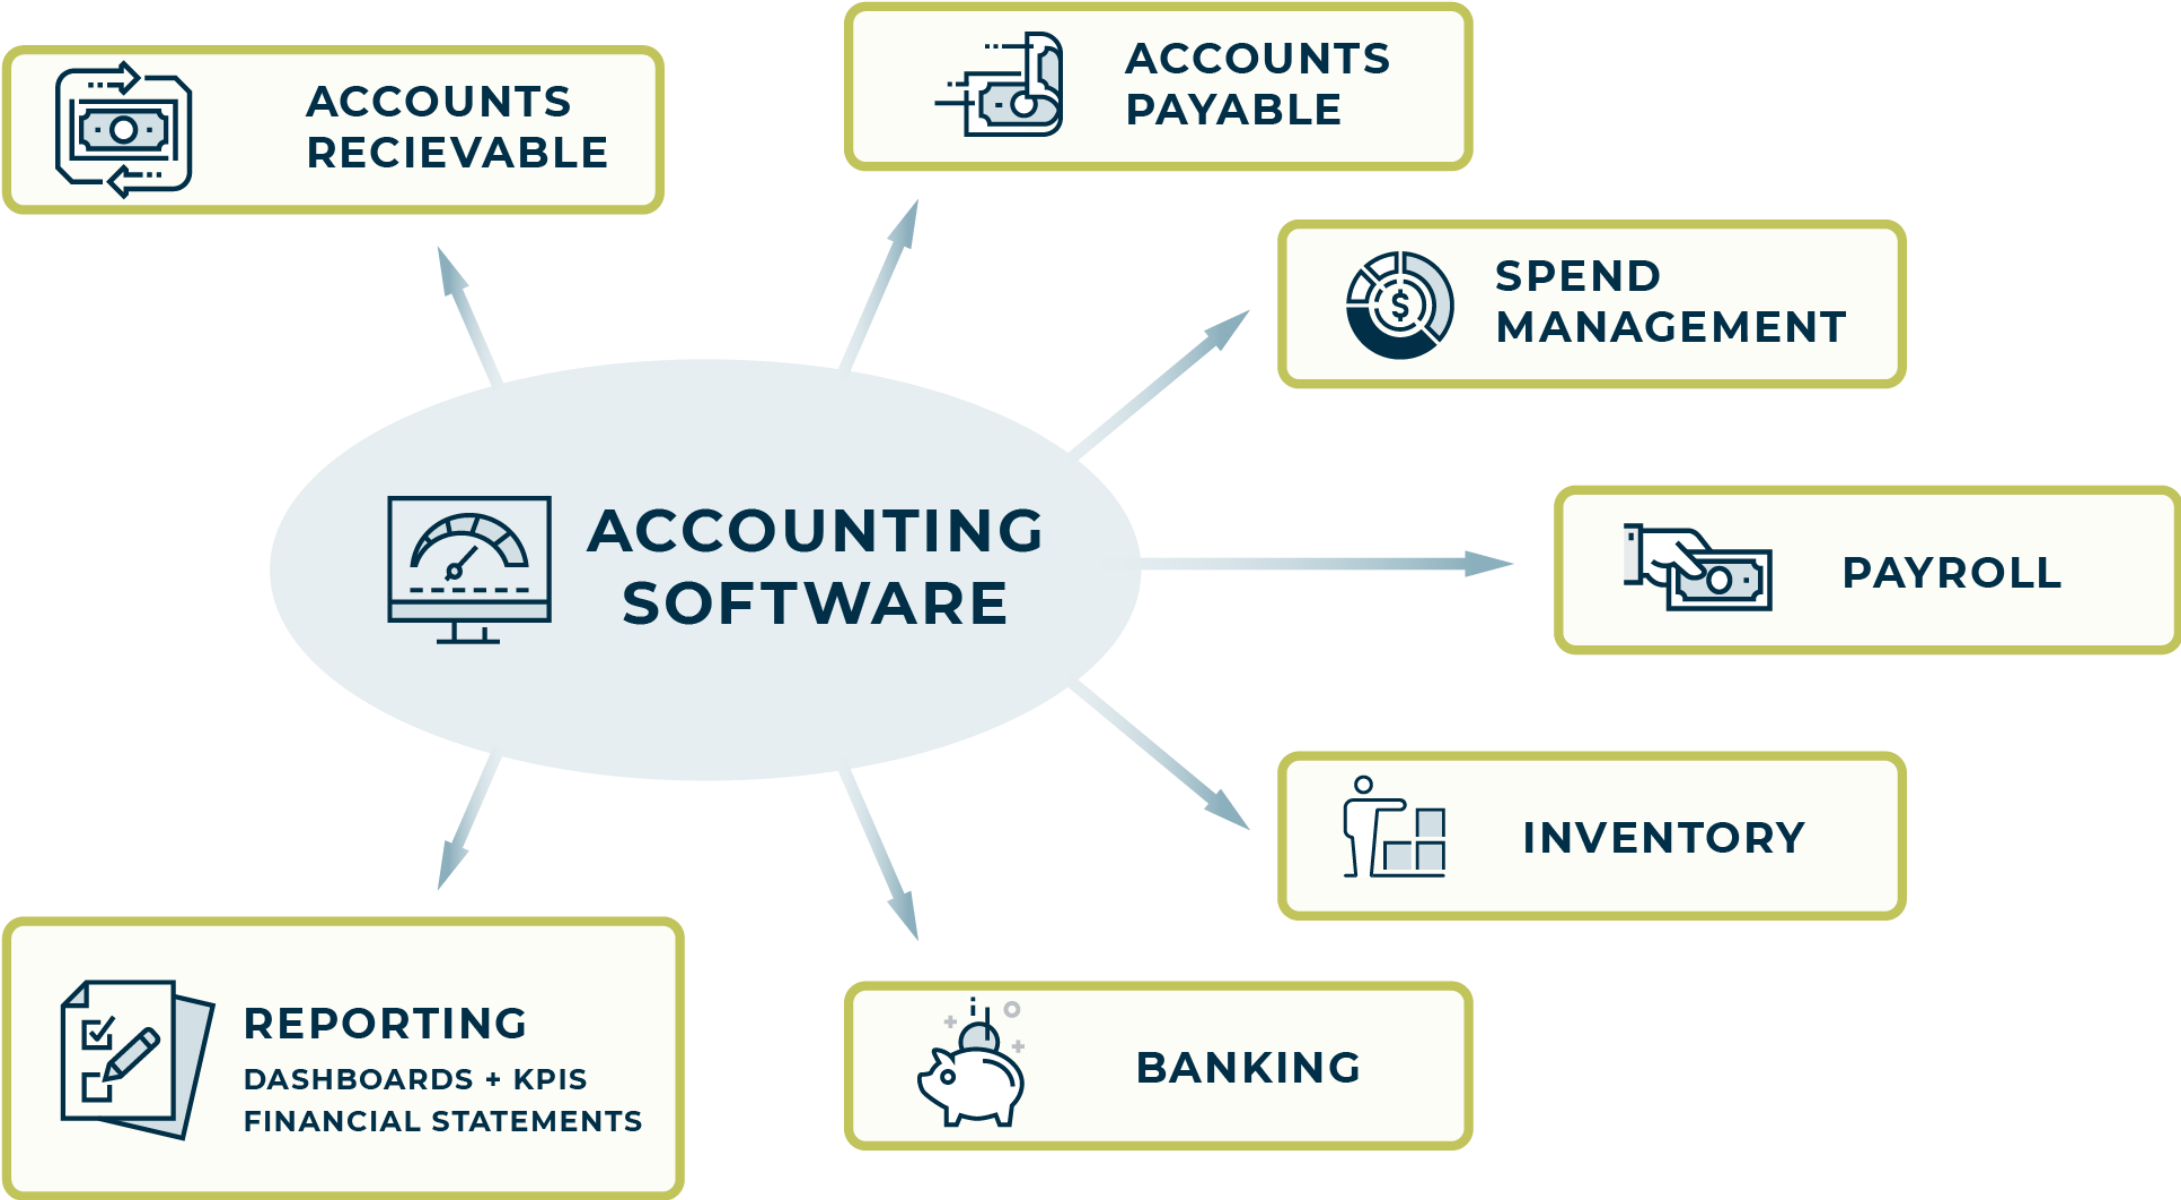 ACCOUNTS
RECIEVABLE
ACCOUNTS
PAYABLE
SPEND
MANAGEMENT
ACCOUNTING
SOFTWARE
PAYROLL
INVENTORY
BANKING
REPORTING
DASHBOARDS + KPIS
FINANCIAL STATEMENTS
$